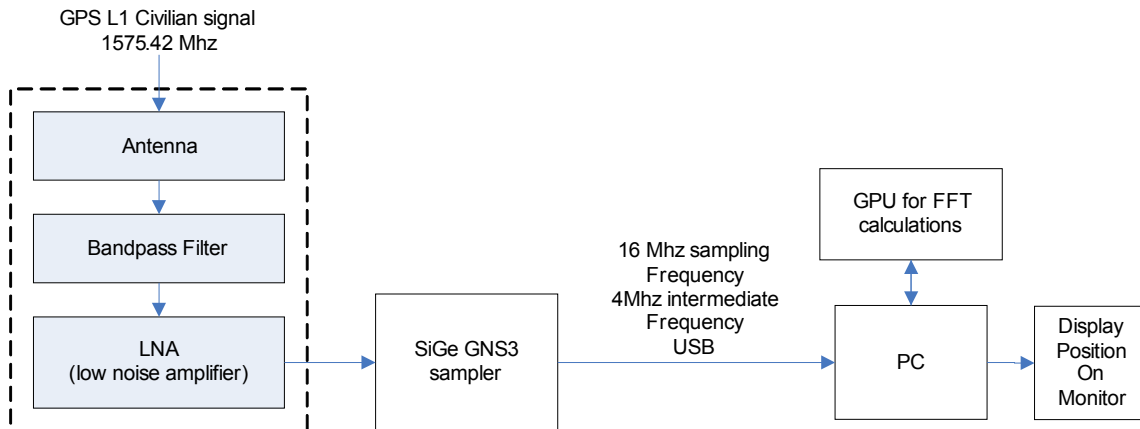 GPS L1 Civilian signal
1575.42 Mhz
Antenna
Bandpass Filter
LNA
(low noise amplifier)
SiGe GNS3
sampler
16 Mhz sampling
Frequency
4Mhz intermediate
Frequency
USB
GPU for FFT
calculations
PC
Display
Position
On
Monitor